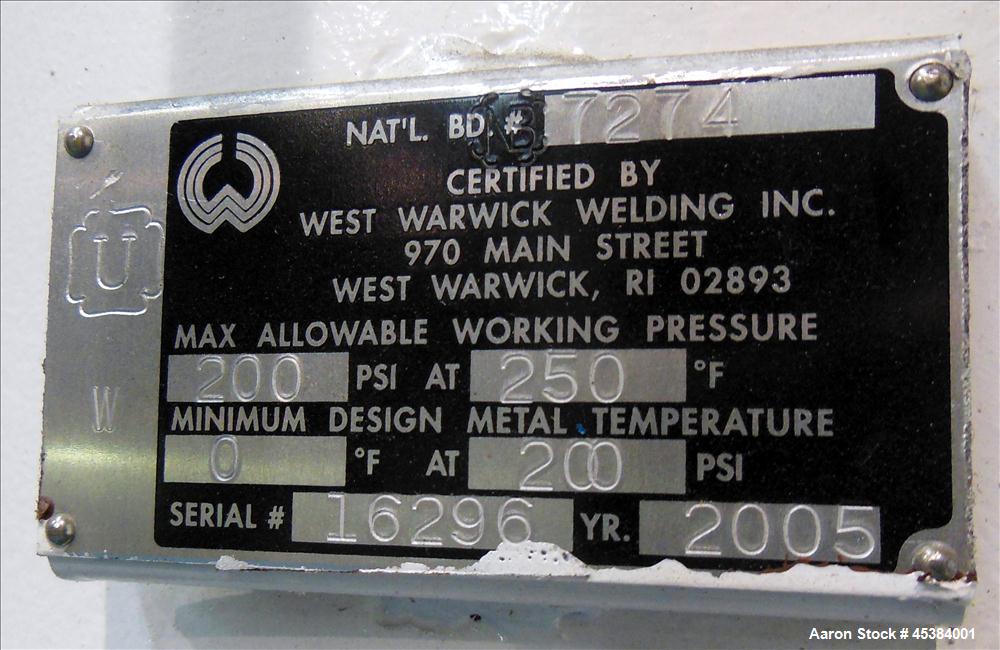 NAT'L. BD. # NB 7274
CERTIFIED BY
WEST WARWICK WELDING INC.
970 MAIN STREET
WEST WARWICK, RI 02893
U
W
MAX ALLOWABLE WORKING PRESSURE
200 PSI AT 250 °F
MINIMUM DESIGN METAL TEMPERATURE
0 °F AT 200 PSI
SERIAL # 16296 YR. 2005
Aaron Stock # 45384001